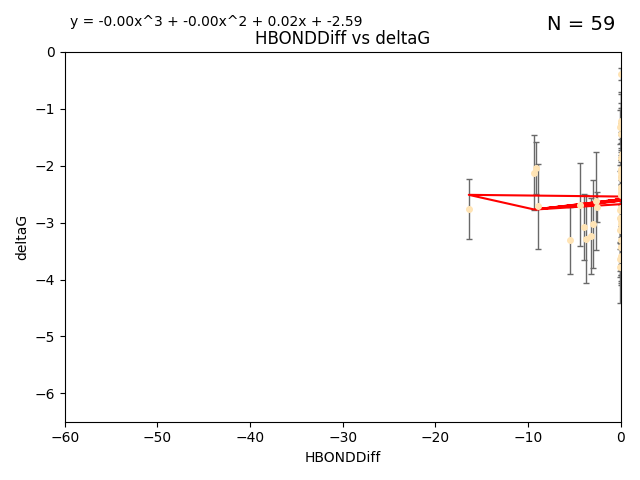 y = -0.00x^3 + -0.00x^2 + 0.02x + -2.59
N = 59
HBONDDiff vs deltaG
deltaG
0
−1
−2
−3
−4
−5
−6
−60
−50
−40
−30
−20
−10
0
HBONDDiff